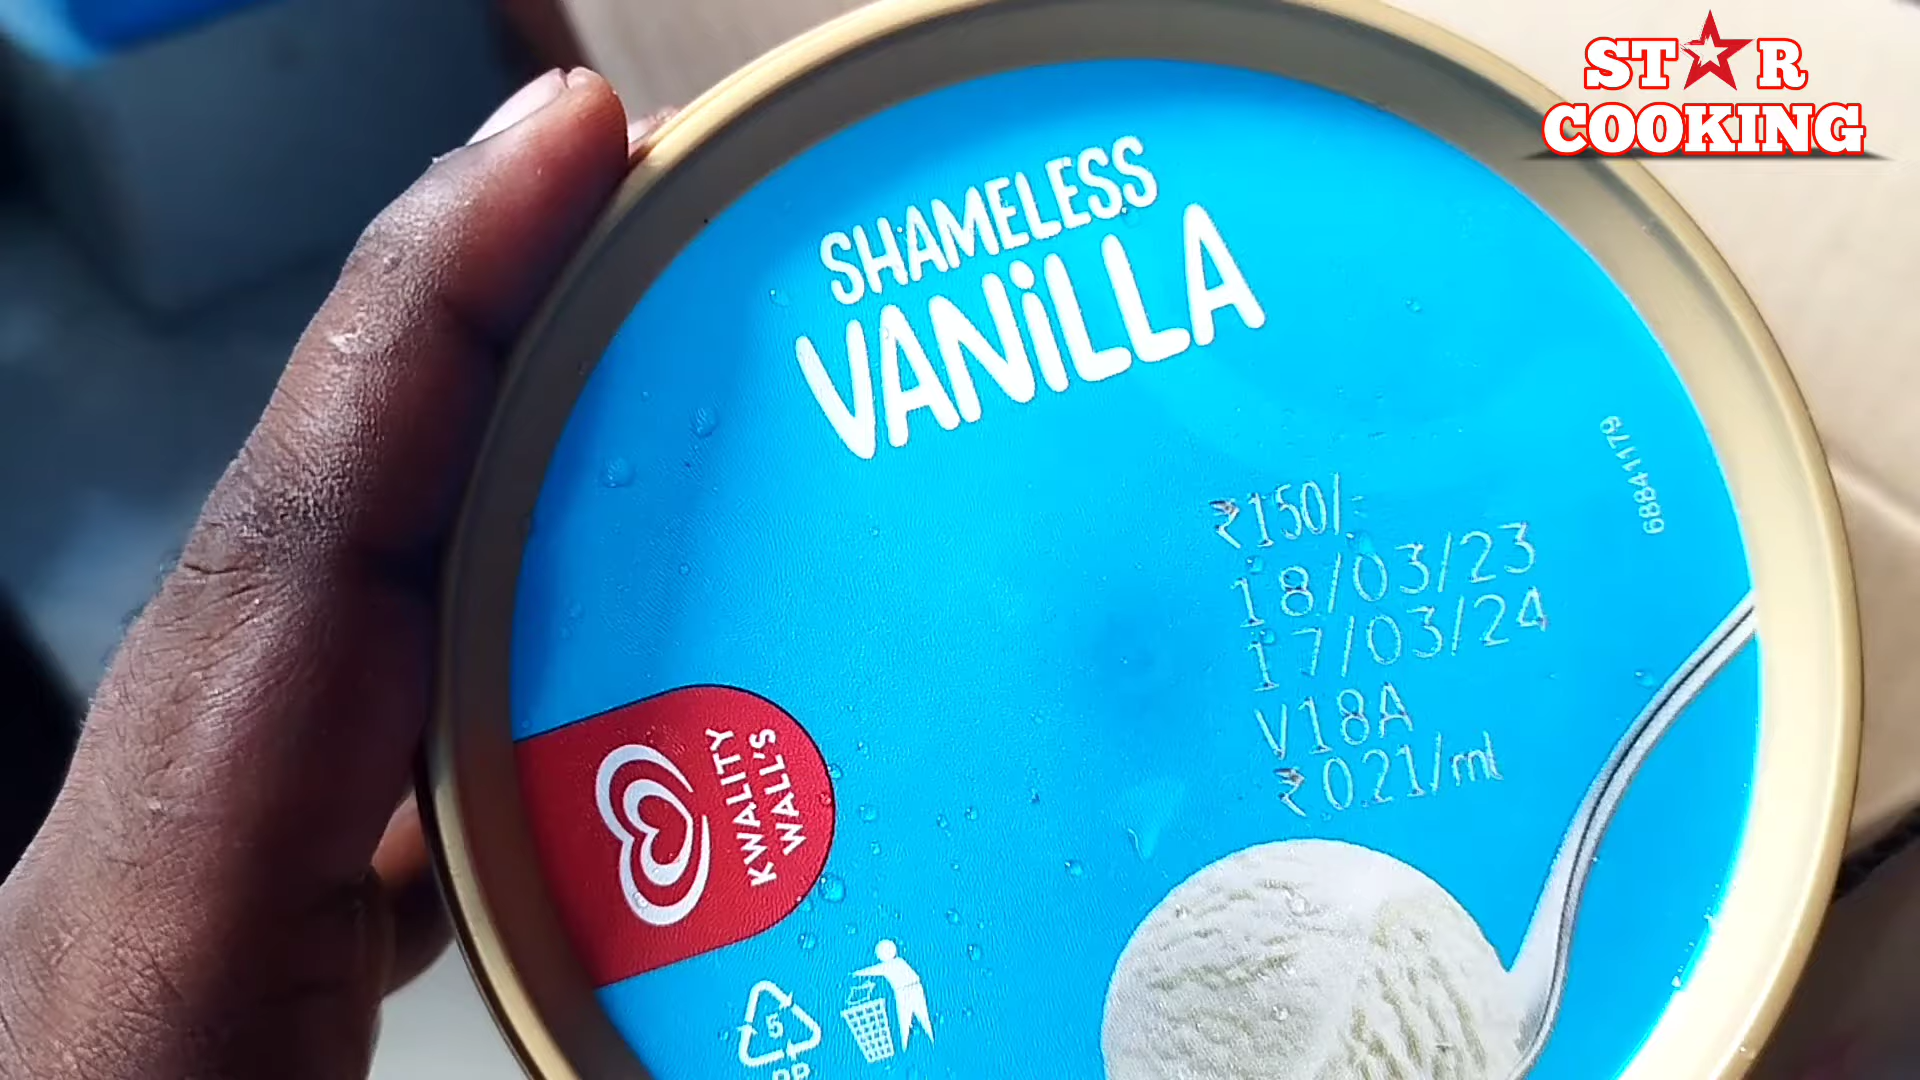 ST★R
COOKING
SHAMELESS
VANiLLA
68841179
₹150/-
18/03/23
17/03/24
V18A
₹0.21/ml
KWALITY
WALL'S
5
PP